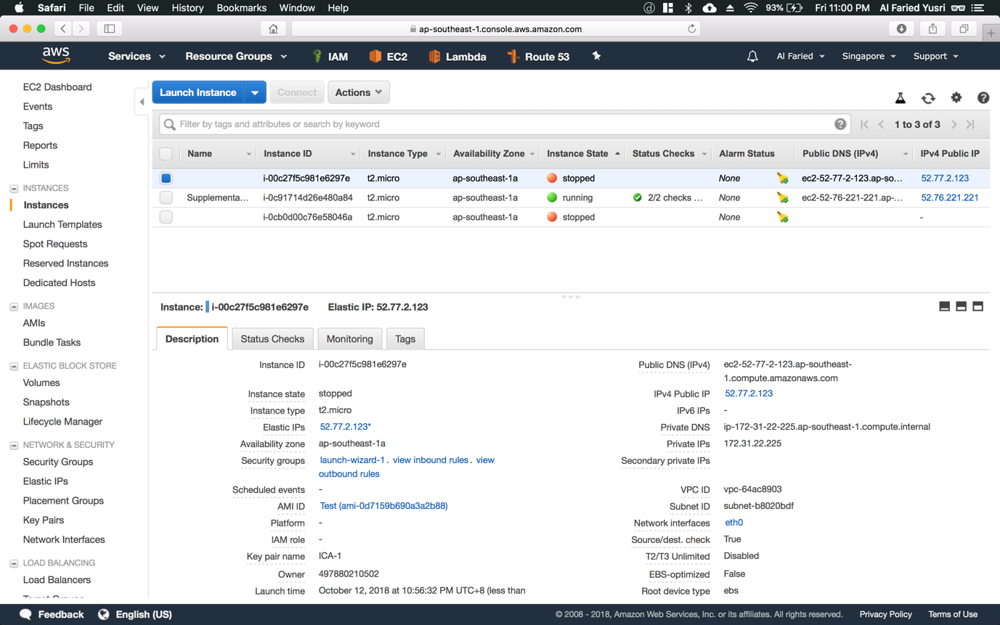 Safari File Edit View History Bookmarks Window Help 93% Fri 11:00 PM Al Faried Yusri
ap-southeast-1.console.aws.amazon.com
aws Services Resource Groups IAM EC2 Lambda Route 53 Al Faried Singapore Support
EC2 Dashboard
Events
Tags
Reports
Limits
INSTANCES
Instances
Launch Templates
Spot Requests
Reserved Instances
Dedicated Hosts
IMAGES
AMIs
Bundle Tasks
ELASTIC BLOCK STORE
Volumes
Snapshots
Lifecycle Manager
NETWORK & SECURITY
Security Groups
Elastic IPs
Placement Groups
Key Pairs
Network Interfaces
LOAD BALANCING
Load Balancers
Launch Instance Connect Actions
Filter by tags and attributes or search by keyword 1 to 3 of 3
Name Instance ID Instance Type Availability Zone Instance State Status Checks Alarm Status Public DNS (IPv4) IPv4 Public IP
i-00c27f5c981e6297e t2.micro ap-southeast-1a stopped None ec2-52-77-2-123.ap-so... 52.77.2.123
Supplementa... i-0c91714d26e480a84 t2.micro ap-southeast-1a running 2/2 checks ... None ec2-52-76-221-221.ap-... 52.76.221.221
i-0cb0d00c76e58046a t2.micro ap-southeast-1a stopped None -
Instance: i-00c27f5c981e6297e Elastic IP: 52.77.2.123
Description Status Checks Monitoring Tags
Instance ID i-00c27f5c981e6297e
Instance state stopped
Instance type t2.micro
Elastic IPs 52.77.2.123*
Availability zone ap-southeast-1a
Security groups launch-wizard-1. view inbound rules. view
outbound rules
Scheduled events -
AMI ID Test (ami-0d7159b690a3a2b88)
Platform -
IAM role -
Key pair name ICA-1
Owner 497880210502
Launch time October 12, 2018 at 10:56:32 PM UTC+8 (less than
Public DNS (IPv4) ec2-52-77-2-123.ap-southeast-
1.compute.amazonaws.com
IPv4 Public IP 52.77.2.123
IPv6 IPs -
Private DNS ip-172-31-22-225.ap-southeast-1.compute.internal
Private IPs 172.31.22.225
Secondary private IPs
VPC ID vpc-64ac8903
Subnet ID subnet-b8020bdf
Network interfaces eth0
Source/dest. check True
T2/T3 Unlimited Disabled
EBS-optimized False
Root device type ebs
Feedback English (US) © 2008 - 2018, Amazon Web Services, Inc. or its affiliates. All rights reserved. Privacy Policy Terms of Use